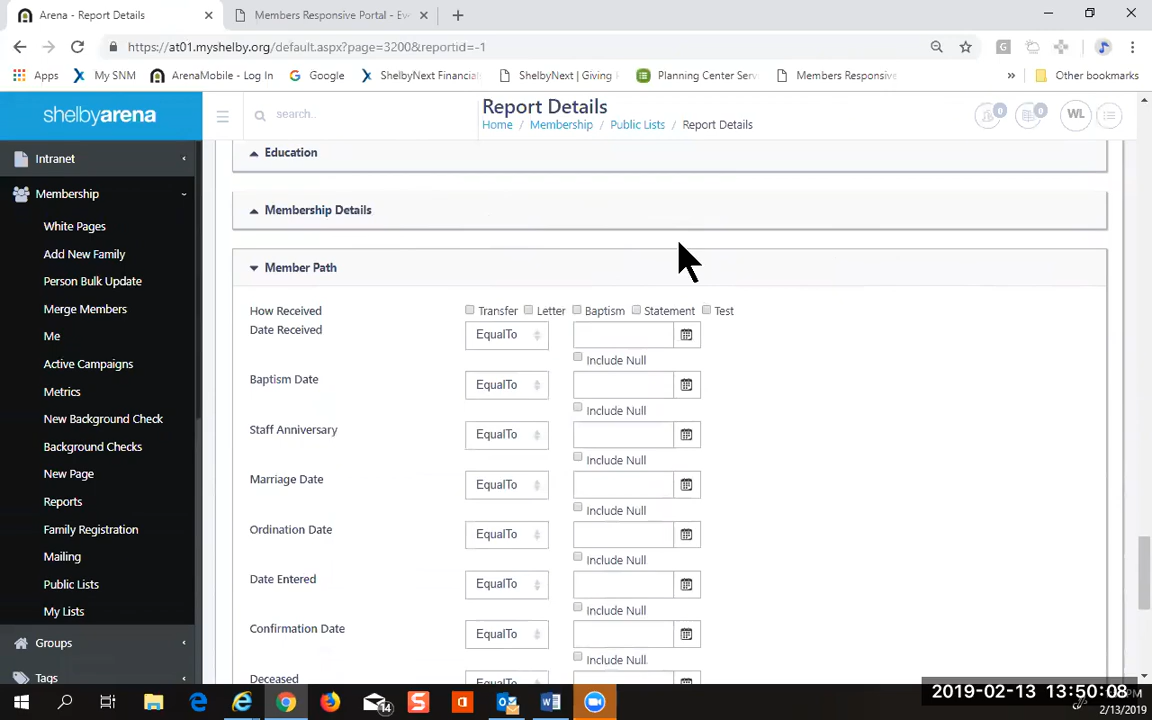 Arena - Report Details
Members Responsive Portal - Eve
https://at01.myshelby.org/default.aspx?page=3200&reportid=-1
Apps My SNM ArenaMobile - Log In Google ShelbyNext Financial ShelbyNext | Giving Planning Center Serv Members Responsive » Other bookmarks
shelbyarena
search..
Report Details
Home / Membership / Public Lists / Report Details
0
0
WL
Intranet
Membership
White Pages
Add New Family
Person Bulk Update
Merge Members
Me
Active Campaigns
Metrics
New Background Check
Background Checks
New Page
Reports
Family Registration
Mailing
Public Lists
My Lists
Groups
Tags
Education
Membership Details
Member Path
How Received Transfer Letter Baptism Statement Test
Date Received EqualTo
Include Null
Baptism Date EqualTo
Include Null
Staff Anniversary EqualTo
Include Null
Marriage Date EqualTo
Include Null
Ordination Date EqualTo
Include Null
Date Entered EqualTo
Include Null
Confirmation Date EqualTo
Include Null
Deceased EqualTo
14
2019-02-13 13:50:08 PM
2/13/2019